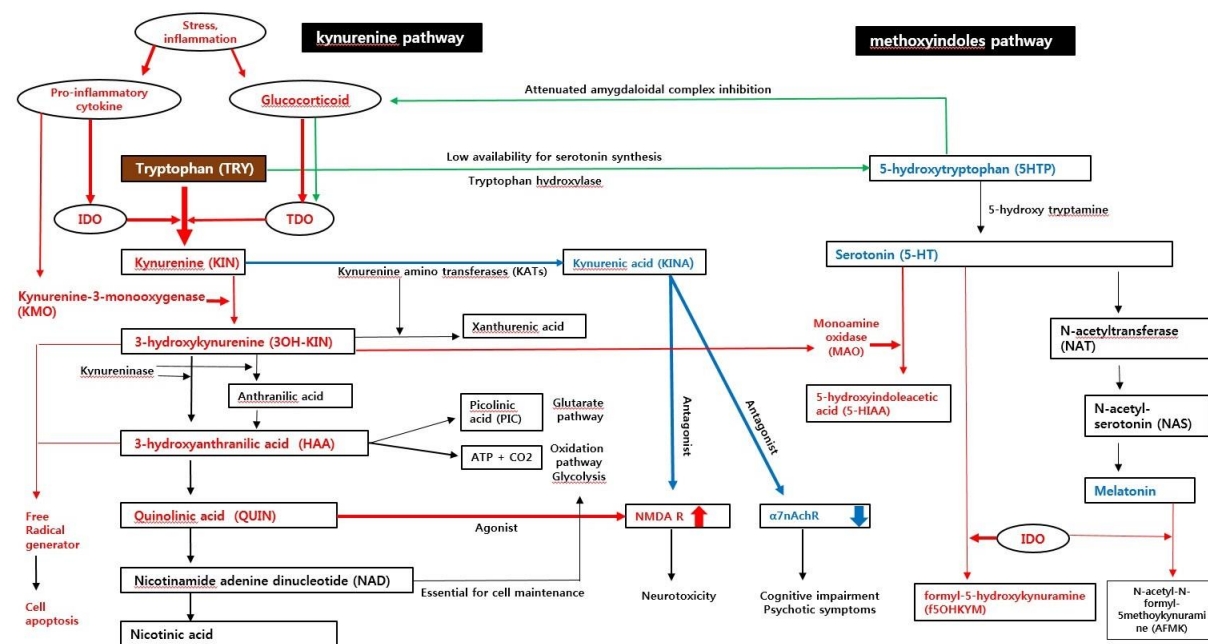 Stress,
inflammation
kynurenine pathway
methoxyindoles pathway
Pro-inflammatory
cytokine
Glucocorticoid
Attenuated amygdaloidal complex inhibition
Tryptophan (TRY)
Low availability for serotonin synthesis
Tryptophan hydroxylase
5-hydroxytryptophan (5HTP)
5-hydroxy tryptamine
IDO
TDO
Kynurenine (KIN)
Kynurenine amino transferases (KATs)
Kynurenic acid (KINA)
Serotonin (5-HT)
Kynurenine-3-monooxygenase
(KMO)
Xanthurenic acid
3-hydroxykynurenine (3OH-KIN)
Monoamine
oxidase
(MAO)
N-acetyltransferase
(NAT)
Kynureninase
Anthranilic acid
Picolinic
acid (PIC)
Glutarate
pathway
Antagonist
Antagonist
5-hydroxyindoleacetic
acid (5-HIAA)
N-acetyl-
serotonin (NAS)
3-hydroxyanthranilic acid (HAA)
ATP + CO2
Oxidation
pathway
Glycolysis
Melatonin
Free
Radical
generator
Quinolinic acid (QUIN)
Agonist
NMDA R
α7nAchR
IDO
Cell
apoptosis
Nicotinamide adenine dinucleotide (NAD)
Essential for cell maintenance
Neurotoxicity
Cognitive impairment
Psychotic symptoms
formyl-5-hydroxykynuramine
(f5OHKYM)
N-acetyl-N-
formyl-
5methoykynurami
ne (AFMK)
Nicotinic acid